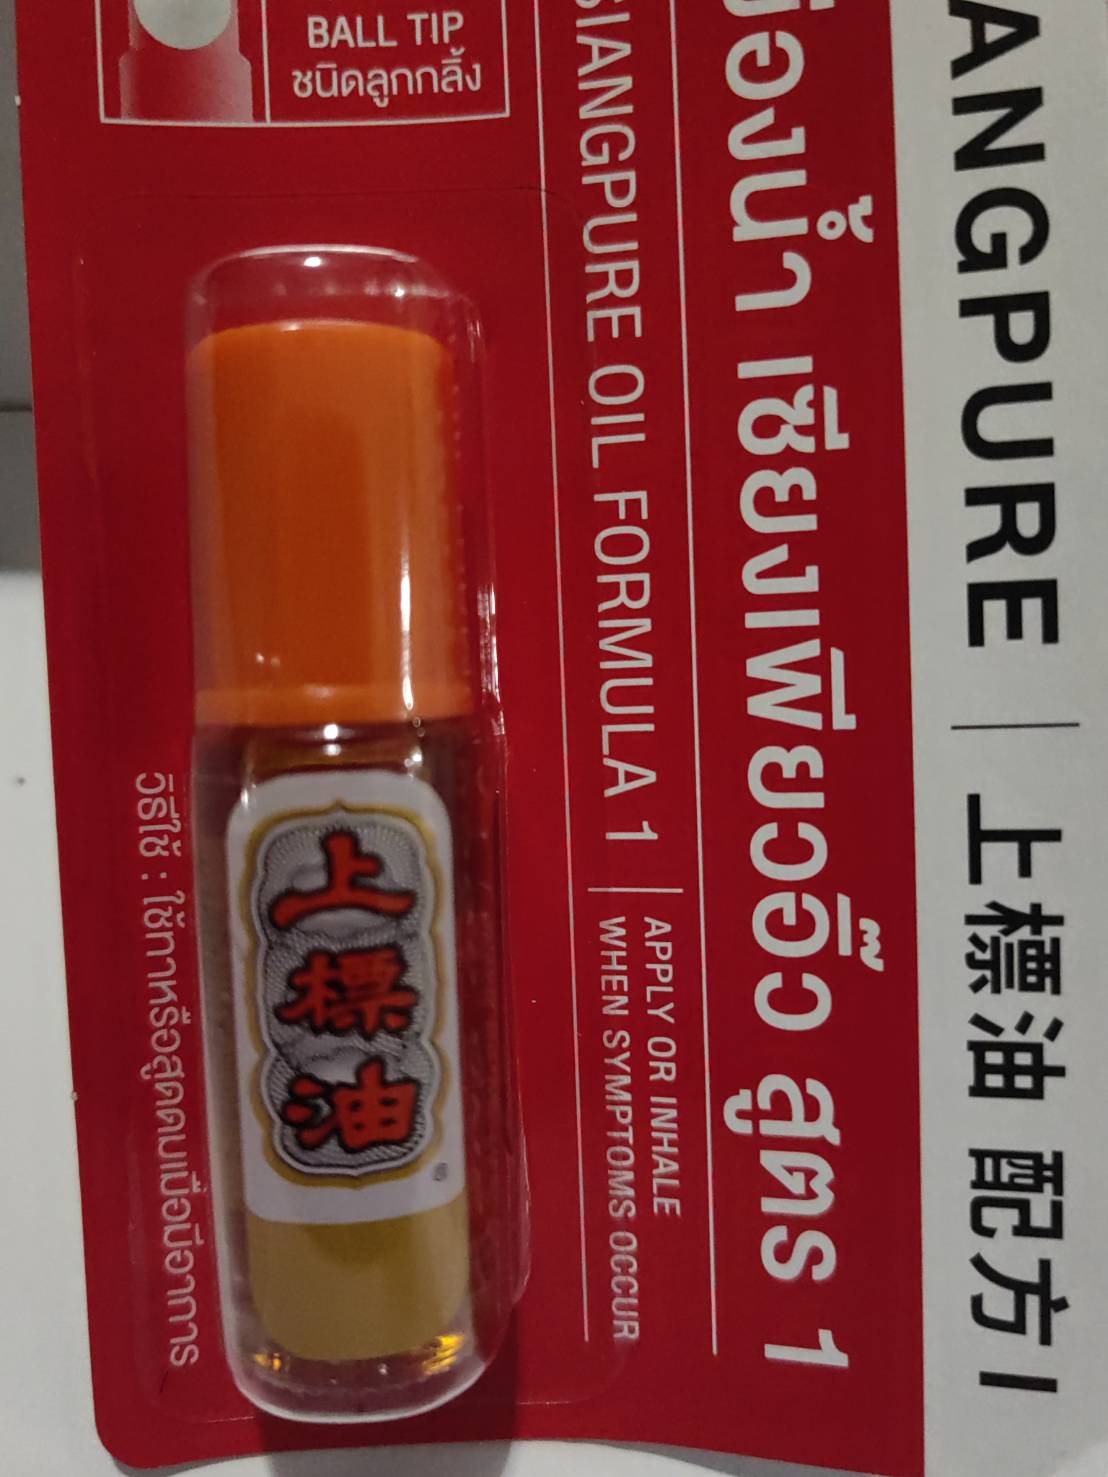 BALL TIP
ชนิดลูกกลิ้ง
ANGPURE | 上標油 配方 I
น้ำ เซียงเพียวอิ๊ว สูตร 1
SIANGPURE OIL FORMULA 1
APPLY OR INHALE
WHEN SYMPTOMS OCCUR
上
標
油
®
วิธีใช้ : ใช้ทาหรือสูดดมเมื่อมีอาการ